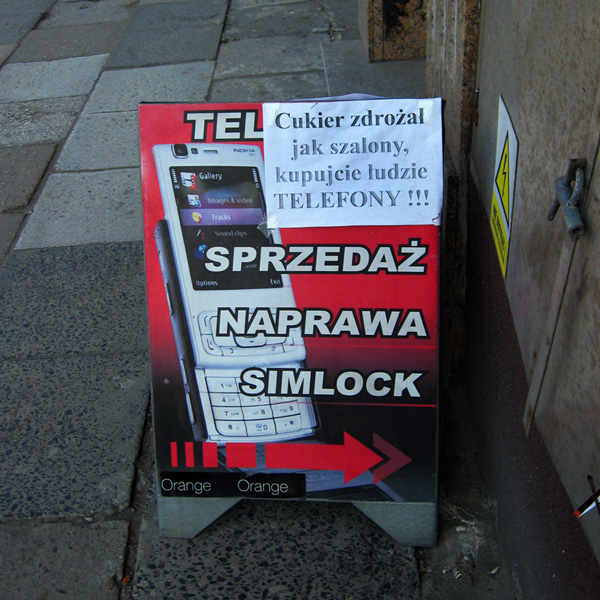 TEL
Cukier zdrożał
jak szalony,
kupujcie ludzie
TELEFONY !!!
NOKIA
Gallery
Images & video
Tracks
Sound clips
Options Exit
SPRZEDAŻ
NAPRAWA
SIMLOCK
Orange Orange